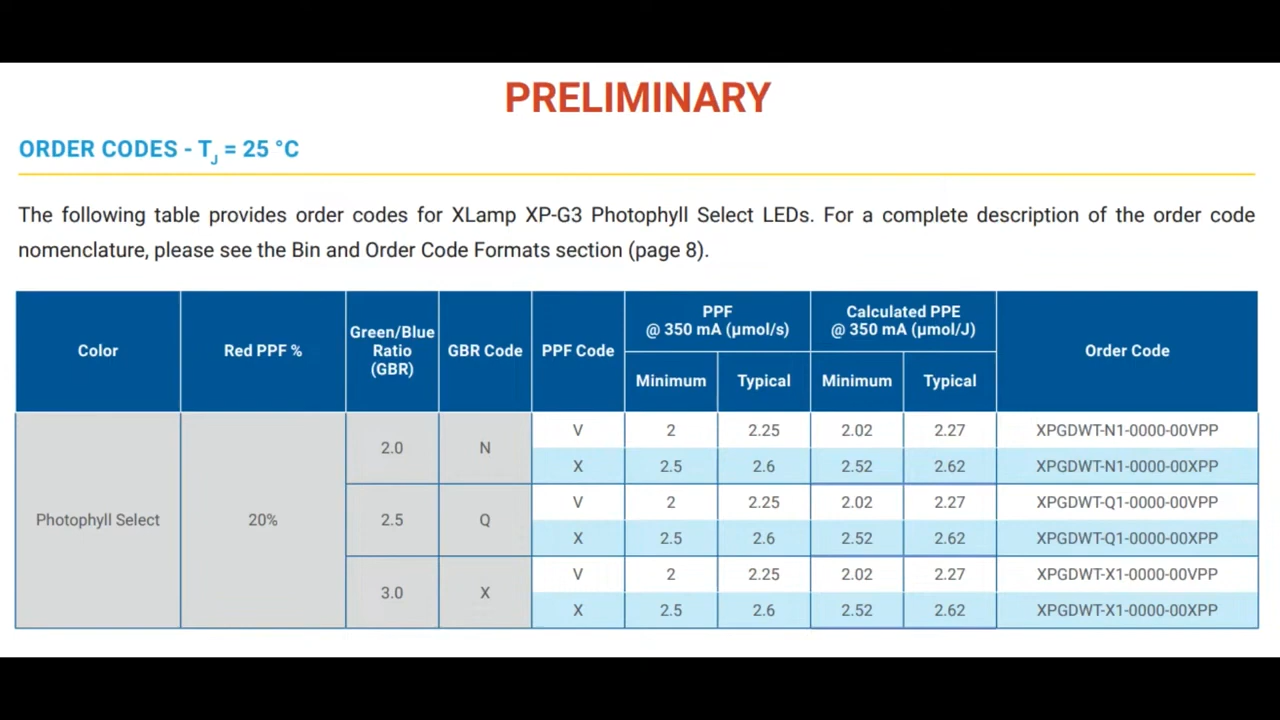 PRELIMINARY
ORDER CODES - TJ = 25 °C
The following table provides order codes for XLamp XP-G3 Photophyll Select LEDs. For a complete description of the order code
nomenclature, please see the Bin and Order Code Formats section (page 8).
Color Red PPF % Green/Blue Ratio (GBR) GBR Code PPF Code PPF @ 350 mA (µmol/s) Calculated PPE @ 350 mA (µmol/J) Order Code
Minimum Typical Minimum Typical
Photophyll Select 20% 2.0 N V 2 2.25 2.02 2.27 XPGDWT-N1-0000-00VPP
X 2.5 2.6 2.52 2.62 XPGDWT-N1-0000-00XPP
2.5 Q V 2 2.25 2.02 2.27 XPGDWT-Q1-0000-00VPP
X 2.5 2.6 2.52 2.62 XPGDWT-Q1-0000-00XPP
3.0 X V 2 2.25 2.02 2.27 XPGDWT-X1-0000-00VPP
X 2.5 2.6 2.52 2.62 XPGDWT-X1-0000-00XPP